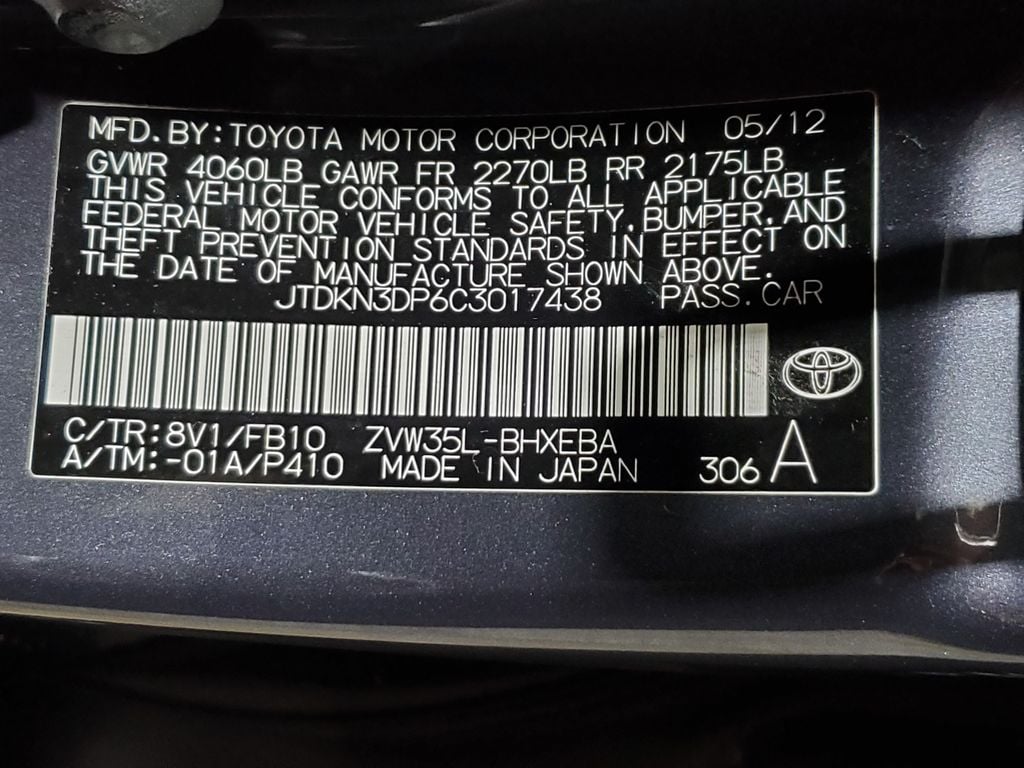 MFD.BY:TOYOTA MOTOR CORPORATION 05/12
GVWR 4060LB GAWR FR 2270LB RR 2175LB
THIS VEHICLE CONFORMS TO ALL APPLICABLE
FEDERAL MOTOR VEHICLE SAFETY,BUMPER,AND
THEFT PREVENTION STANDARDS IN EFFECT ON
THE DATE OF MANUFACTURE SHOWN ABOVE.
JTDKN3DP6C3017438 PASS.CAR
C/TR:8V1/FB10 ZVW35L-BHXEBA
A/TM:-01A/P410 MADE IN JAPAN 306 A